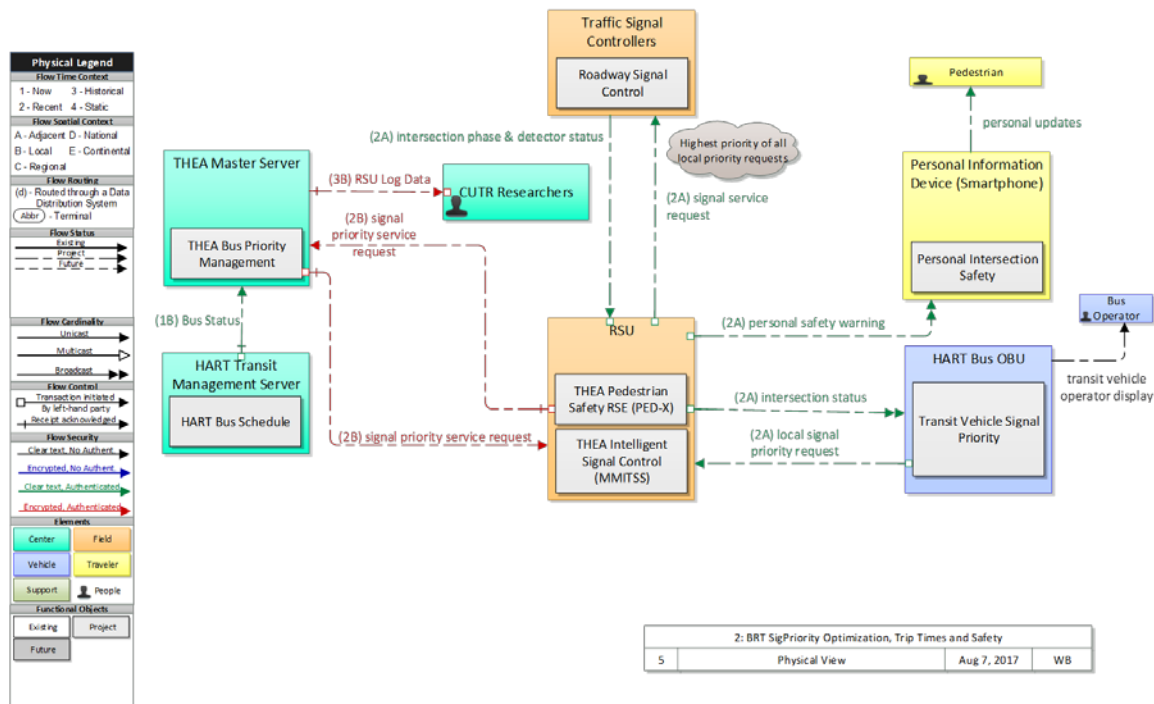 Physical Legend
Flow Time Context
1 - Now 3 - Historical
2 - Recent 4 - Static
Flow Spatial Context
A - Adjacent D - National
B - Local E - Continental
C - Regional
Flow Routing
(d) - Routed through a Data
Distribution System
Abbr - Terminal
Flow Status
Existing
Project
Future
Flow Cardinality
Unicast
Multicast
Broadcast
Flow Control
Transaction initiated
By left-hand party
Receipt acknowledged
Flow Security
Clear text, No Authent.
Encrypted, No Authent.
Clear text, Authenticated
Encrypted, Authenticated
Elements
Center Field
Vehicle Traveler
Support People
Functional Objects
Existing Project
Future
Traffic Signal
Controllers
Roadway Signal
Control
Pedestrian
(2A) intersection phase & detector status
Highest priority of all
local priority requests
personal updates
THEA Master Server
THEA Bus Priority
Management
(3B) RSU Log Data
CUTR Researchers
(2B) signal
priority service
request
(2A) signal service
request
Personal Information
Device (Smartphone)
Personal Intersection
Safety
(1B) Bus Status
HART Transit
Management Server
HART Bus Schedule
(2B) signal priority service request
RSU
THEA Pedestrian
Safety RSE (PED-X)
THEA Intelligent
Signal Control
(MMITSS)
(2A) personal safety warning
(2A) intersection status
(2A) local signal
priority request
HART Bus OBU
Transit Vehicle Signal
Priority
Bus
Operator
transit vehicle
operator display
2: BRT SigPriority Optimization, Trip Times and Safety
5 Physical View Aug 7, 2017 WB